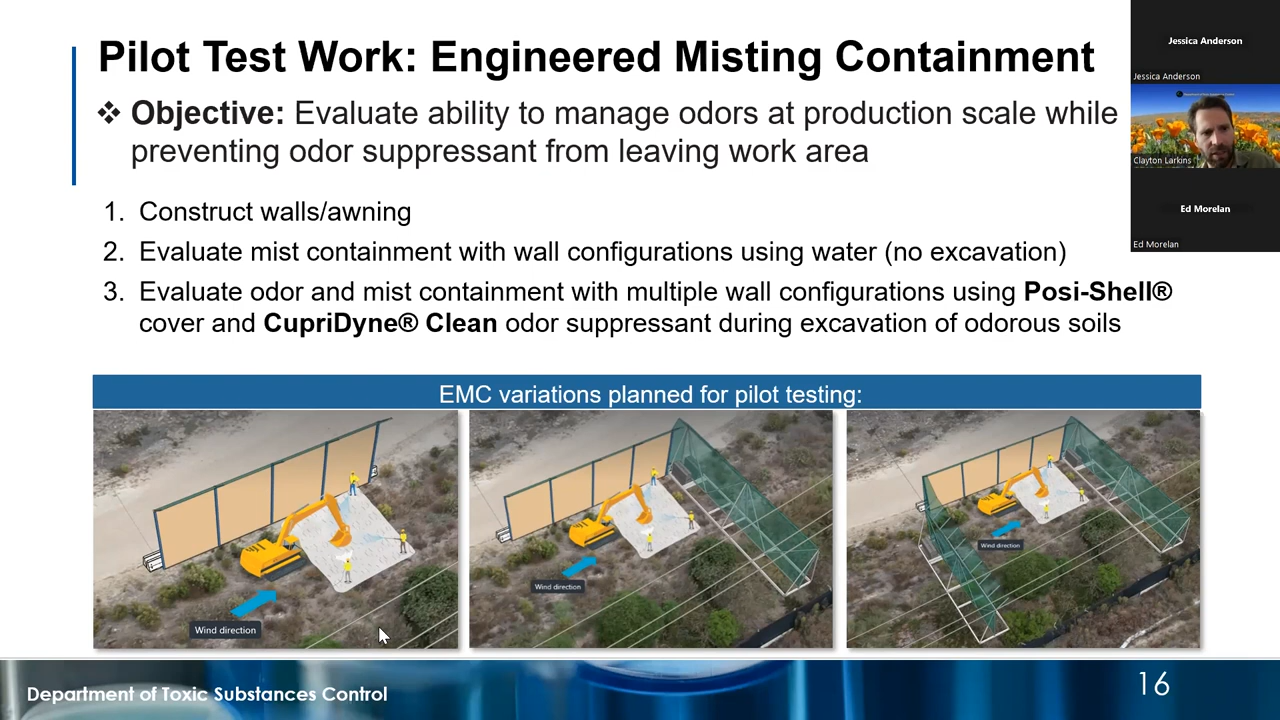 Pilot Test Work: Engineered Misting Containment
❖ Objective: Evaluate ability to manage odors at production scale while
preventing odor suppressant from leaving work area
1. Construct walls/awning
2. Evaluate mist containment with wall configurations using water (no excavation)
3. Evaluate odor and mist containment with multiple wall configurations using Posi-Shell®
cover and CupriDyne® Clean odor suppressant during excavation of odorous soils
EMC variations planned for pilot testing:
Wind direction
Wind direction
Wind direction
Department of Toxic Substances Control
16
Jessica Anderson
Jessica Anderson
Clayton Larkins
Ed Morelan
Ed Morelan